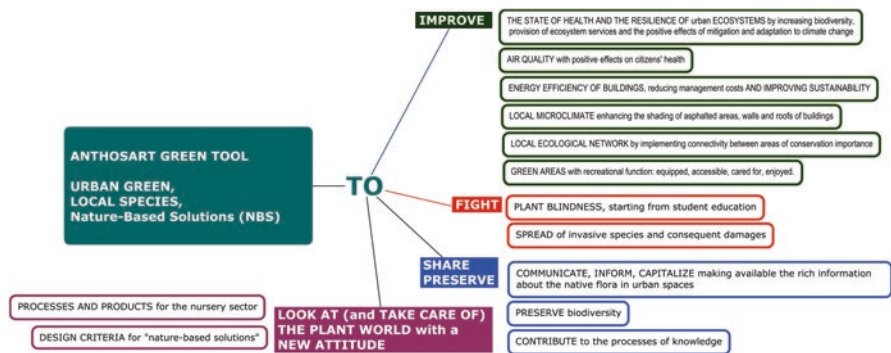 ANTHOSART GREEN TOOL
URBAN GREEN,
LOCAL SPECIES,
Nature-Based Solutions (NBS)
TO
IMPROVE
THE STATE OF HEALTH AND THE RESILIENCE OF urban ECOSYSTEMS by increasing biodiversity,
provision of ecosystem services and the positive effects of mitigation and adaptation to climate change
AIR QUALITY with positive effects on citizens' health
ENERGY EFFICIENCY OF BUILDINGS, reducing management costs AND IMPROVING SUSTAINABILITY
LOCAL MICROCLIMATE enhancing the shading of asphalted areas, walls and roofs of buildings
LOCAL ECOLOGICAL NETWORK by implementing connectivity between areas of conservation importance
GREEN AREAS with recreational function: equipped, accessible, cared for, enjoyed.
FIGHT
PLANT BLINDNESS, starting from student education
SPREAD of invasive species and consequent damages
SHARE
PRESERVE
COMMUNICATE, INFORM, CAPITALIZE making available the rich information
about the native flora in urban spaces
PRESERVE biodiversity
CONTRIBUTE to the processes of knowledge
LOOK AT (and TAKE CARE OF)
THE PLANT WORLD with a
NEW ATTITUDE
PROCESSES AND PRODUCTS for the nursery sector
DESIGN CRITERIA for "nature-based solutions"